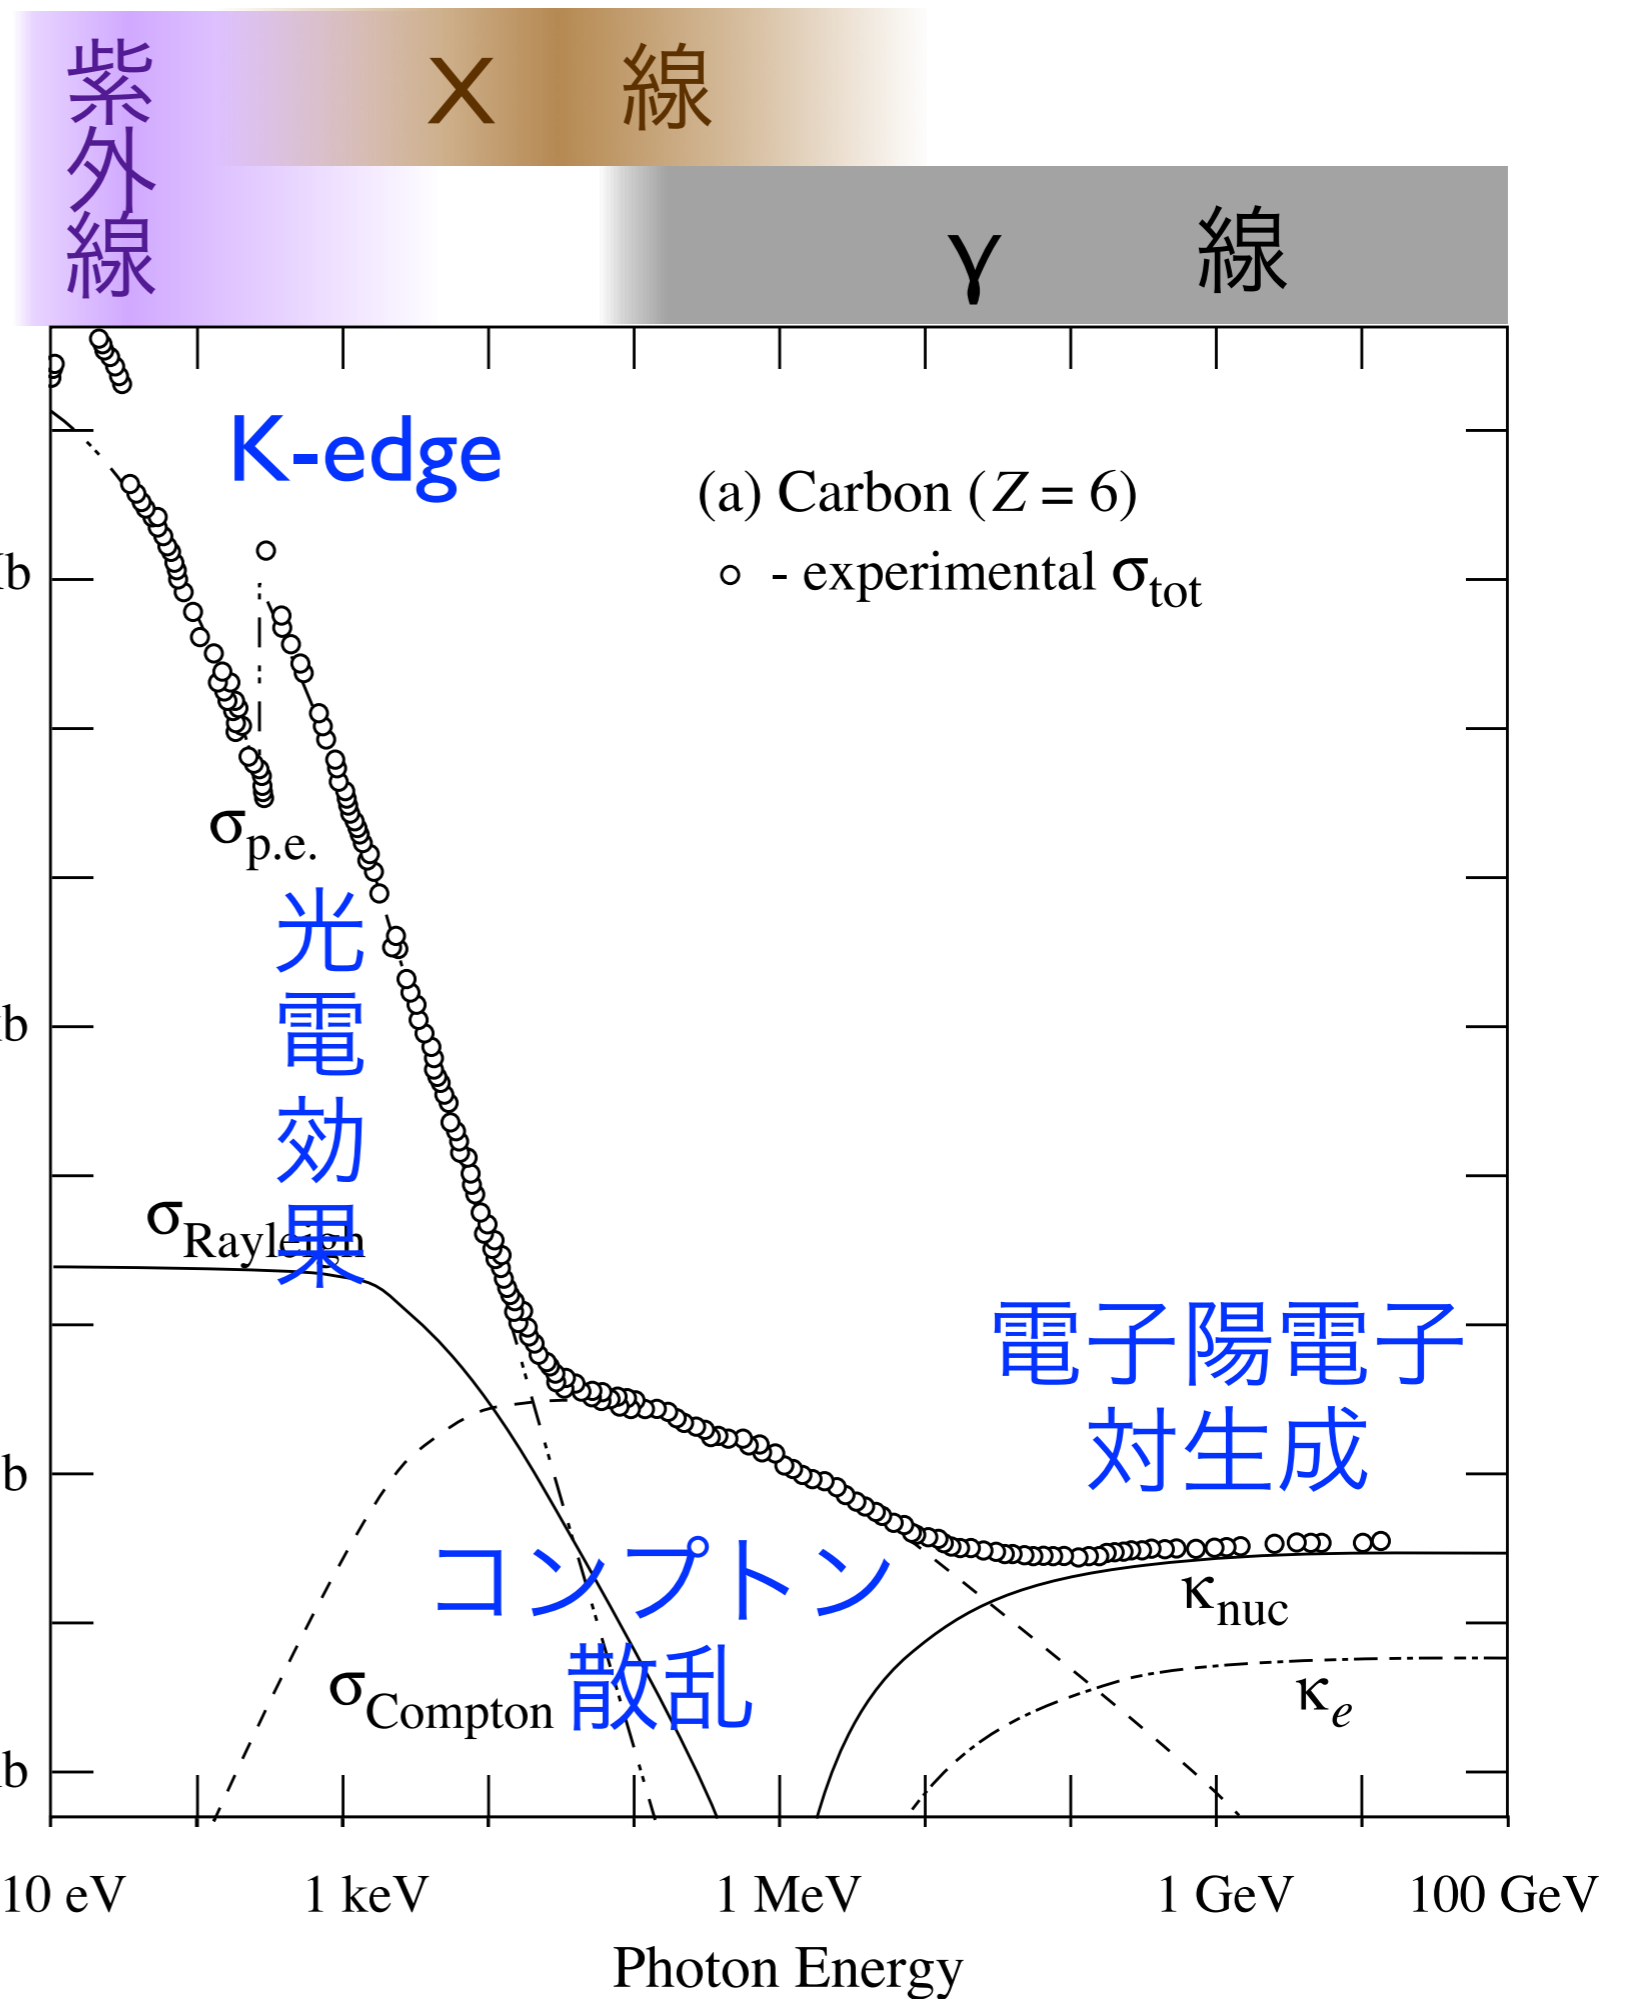 紫外線
X 線
γ 線
K-edge
(a) Carbon (Z = 6)
- experimental σtot
σp.e.
光電効果
σRayleigh
電子陽電子
対生成
コンプトン
散乱
σCompton
κnuc
κe
b
10 eV
1 keV
1 MeV
1 GeV
100 GeV
Photon Energy